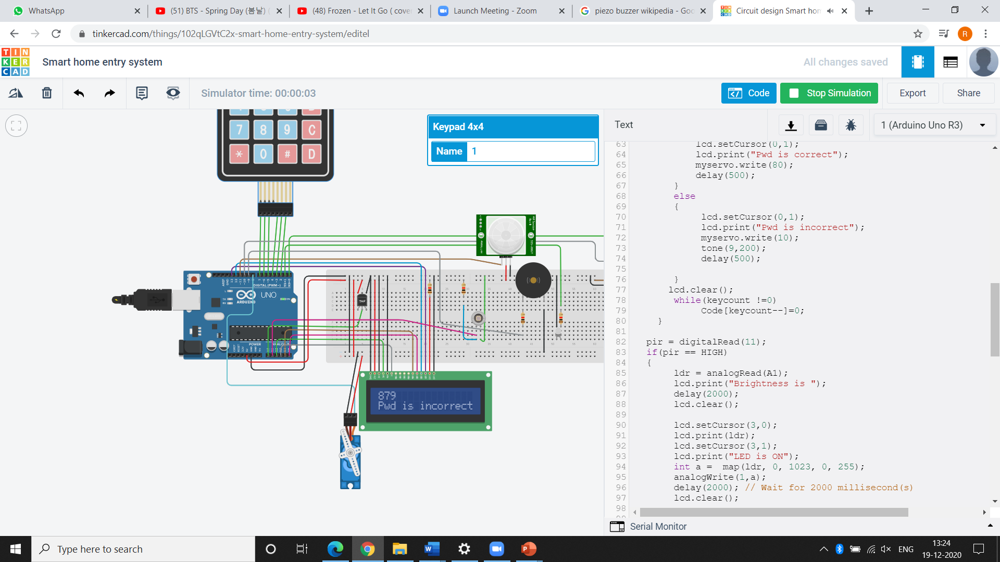 WhatsApp
(51) BTS - Spring Day (봄날) (
(48) Frozen - Let It Go ( cove
Launch Meeting - Zoom
piezo buzzer wikipedia - Goo
Circuit design Smart hom
tinkercad.com/things/102qLGVtC2x-smart-home-entry-system/editel
R
TIN
KER
CAD
Smart home entry system
All changes saved
Simulator time: 00:00:03
Code
Stop Simulation
Export
Share
7 8 9 C
* 0 # D
Keypad 4x4
Name 1
Text
1 (Arduino Uno R3)
63 lcd.setCursor(0,1);
64 lcd.print("Pwd is correct");
65 myservo.write(80);
66 delay(500);
67 }
68 else
69 {
70 lcd.setCursor(0,1);
71 lcd.print("Pwd is incorrect");
72 myservo.write(10);
73 tone(9,200);
74 delay(500);
75
76 }
77 lcd.clear();
78 while(keycount !=0)
79 Code[keycount--]=0;
80 }
81
82 pir = digitalRead(11);
83 if(pir == HIGH)
84 {
85 ldr = analogRead(A1);
86 lcd.print("Brightness is ");
87 delay(2000);
88 lcd.clear();
89
90 lcd.setCursor(3,0);
91 lcd.print(ldr);
92 lcd.setCursor(3,1);
93 lcd.print("LED is ON");
94 int a =  map(ldr, 0, 1023, 0, 255);
95 analogWrite(1,a);
96 delay(2000); // Wait for 2000 millisecond(s)
97 lcd.clear();
98
DIGITAL (PWM~)
UNO
ARDUINO
POWER
TMP
879
Pwd is incorrect
Serial Monitor
Type here to search
ENG
13:24
19-12-2020